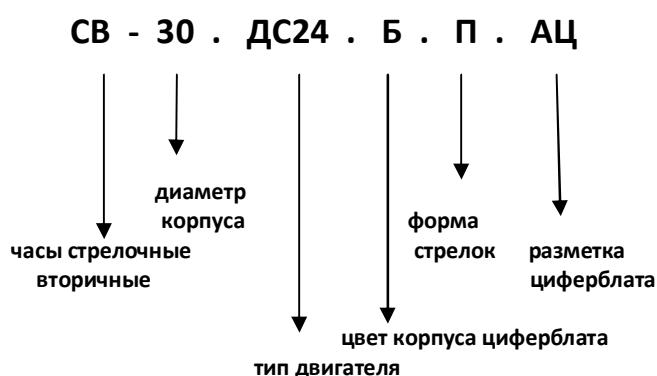 СВ - 30 . ДС24 . Б . П . АЦ
диаметр
корпуса
часы стрелочные
вторичные
форма
стрелок
разметка
циферблата
цвет корпуса циферблата
тип двигателя